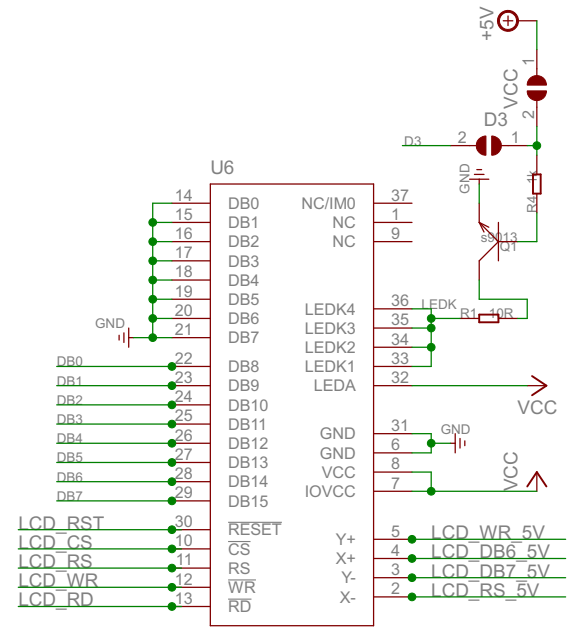 +5V
1
VCC
2
D3
D3
2
1
GND
R4
1k
s9013
Q1
U6
14 DB0
15 DB1
16 DB2
17 DB3
18 DB4
19 DB5
20 DB6
21 DB7
GND
DB0 22 DB8
DB1 23 DB9
DB2 24 DB10
DB3 25 DB11
DB4 26 DB12
DB5 27 DB13
DB6 28 DB14
DB7 29 DB15
LCD_RST 30 RESET
LCD_CS 10 CS
LCD_RS 11 RS
LCD_WR 12 WR
LCD_RD 13 RD
NC/IM0 37
NC 1
NC 9
LEDK4 36 LEDK
R1 10R
LEDK3 35
LEDK2 34
LEDK1 33
LEDA 32
VCC
GND 31
GND
GND 6
VCC 8
IOVCC 7
VCC
Y+ 5 LCD_WR_5V
X+ 4 LCD_DB6_5V
Y- 3 LCD_DB7_5V
X- 2 LCD_RS_5V